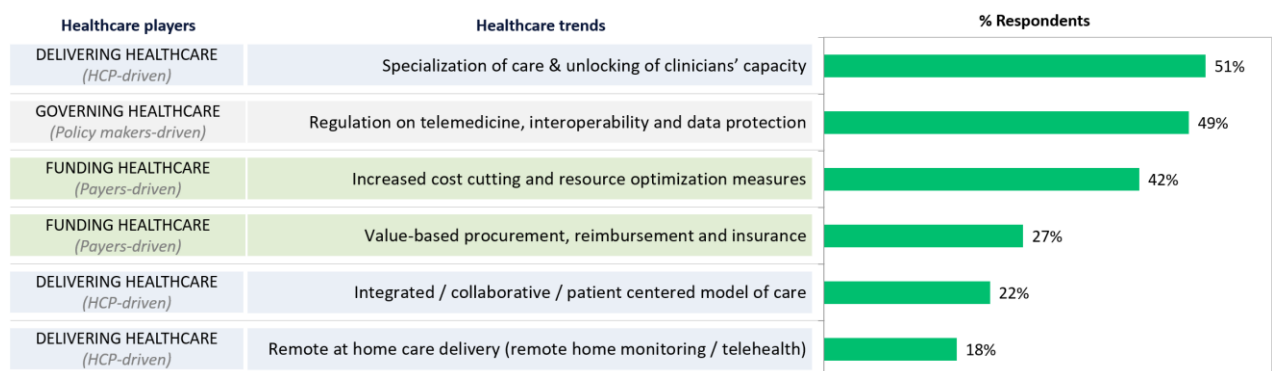 Healthcare players
Healthcare trends
% Respondents
DELIVERING HEALTHCARE
(HCP-driven)
Specialization of care & unlocking of clinicians’ capacity
51%
GOVERNING HEALTHCARE
(Policy makers-driven)
Regulation on telemedicine, interoperability and data protection
49%
FUNDING HEALTHCARE
(Payers-driven)
Increased cost cutting and resource optimization measures
42%
FUNDING HEALTHCARE
(Payers-driven)
Value-based procurement, reimbursement and insurance
27%
DELIVERING HEALTHCARE
(HCP-driven)
Integrated / collaborative / patient centered model of care
22%
DELIVERING HEALTHCARE
(HCP-driven)
Remote at home care delivery (remote home monitoring / telehealth)
18%